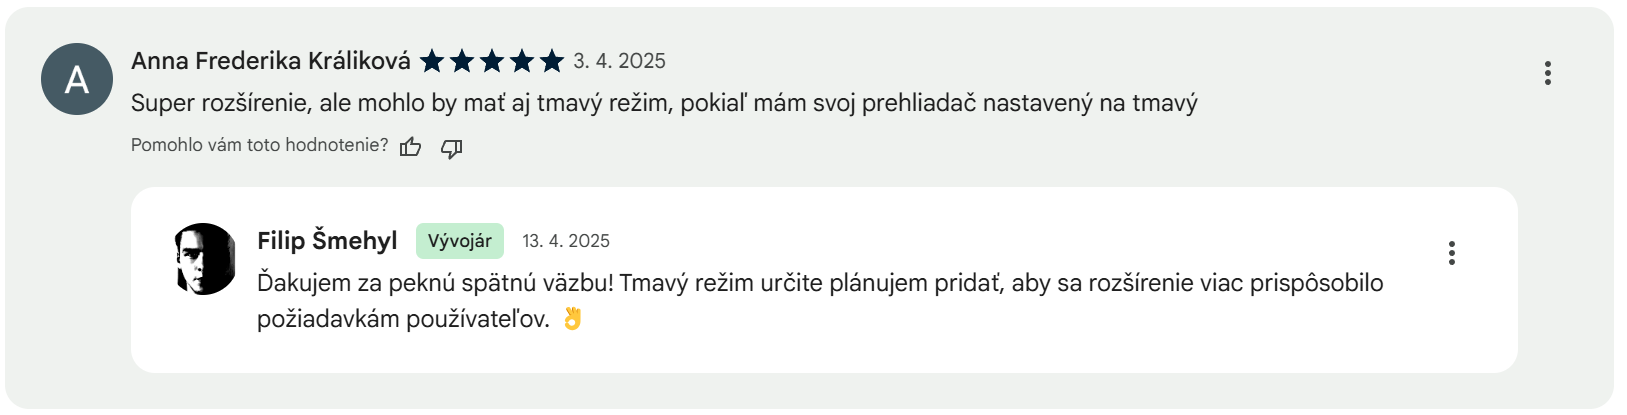 A
Anna Frederika Králiková ★★★★★ 3. 4. 2025
Super rozšírenie, ale mohlo by mať aj tmavý režim, pokiaľ mám svoj prehliadač nastavený na tmavý
Pomohlo vám toto hodnotenie?
Filip Šmehyl Vývojár 13. 4. 2025
Ďakujem za peknú spätnú väzbu! Tmavý režim určite plánujem pridať, aby sa rozšírenie viac prispôsobilo
požiadavkám používateľov. 👌